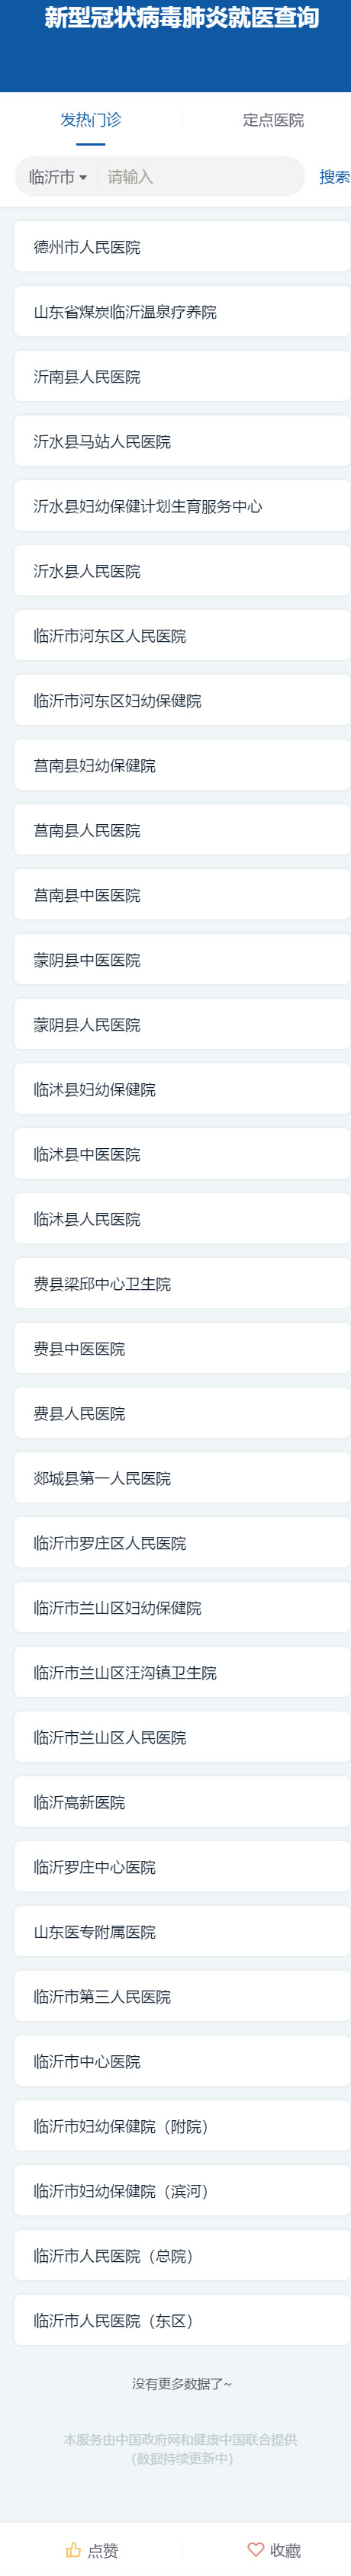 新型冠状病毒肺炎就医查询
发热门诊 定点医院
临沂市 请输入 搜索
德州市人民医院
山东省煤炭临沂温泉疗养院
沂南县人民医院
沂水县马站人民医院
沂水县妇幼保健计划生育服务中心
沂水县人民医院
临沂市河东区人民医院
临沂市河东区妇幼保健院
莒南县妇幼保健院
莒南县人民医院
莒南县中医医院
蒙阴县中医医院
蒙阴县人民医院
临沭县妇幼保健院
临沭县中医医院
临沭县人民医院
费县梁邱中心卫生院
费县中医医院
费县人民医院
郯城县第一人民医院
临沂市罗庄区人民医院
临沂市兰山区妇幼保健院
临沂市兰山区汪沟镇卫生院
临沂市兰山区人民医院
临沂高新医院
临沂罗庄中心医院
山东医专附属医院
临沂市第三人民医院
临沂市中心医院
临沂市妇幼保健院（附院）
临沂市妇幼保健院（滨河）
临沂市人民医院（总院）
临沂市人民医院（东区）
没有更多数据了~
本服务由中国政府网和健康中国联合提供
（数据持续更新中）
点赞 收藏